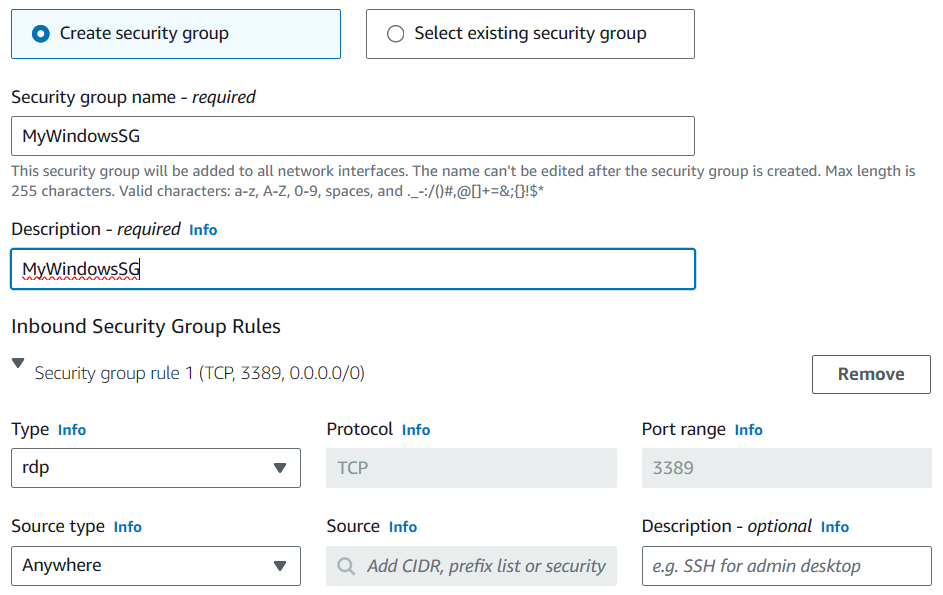 Create security group
Select existing security group
Security group name - required
MyWindowsSG
This security group will be added to all network interfaces. The name can't be edited after the security group is created. Max length is
255 characters. Valid characters: a-z, A-Z, 0-9, spaces, and ._-:/()#,@[]+=&;{}!$*
Description - required Info
MyWindowsSG
Inbound Security Group Rules
Security group rule 1 (TCP, 3389, 0.0.0.0/0)
Remove
Type Info
Protocol Info
Port range Info
rdp
TCP
3389
Source type Info
Source Info
Description - optional Info
Anywhere
Add CIDR, prefix list or security
e.g. SSH for admin desktop